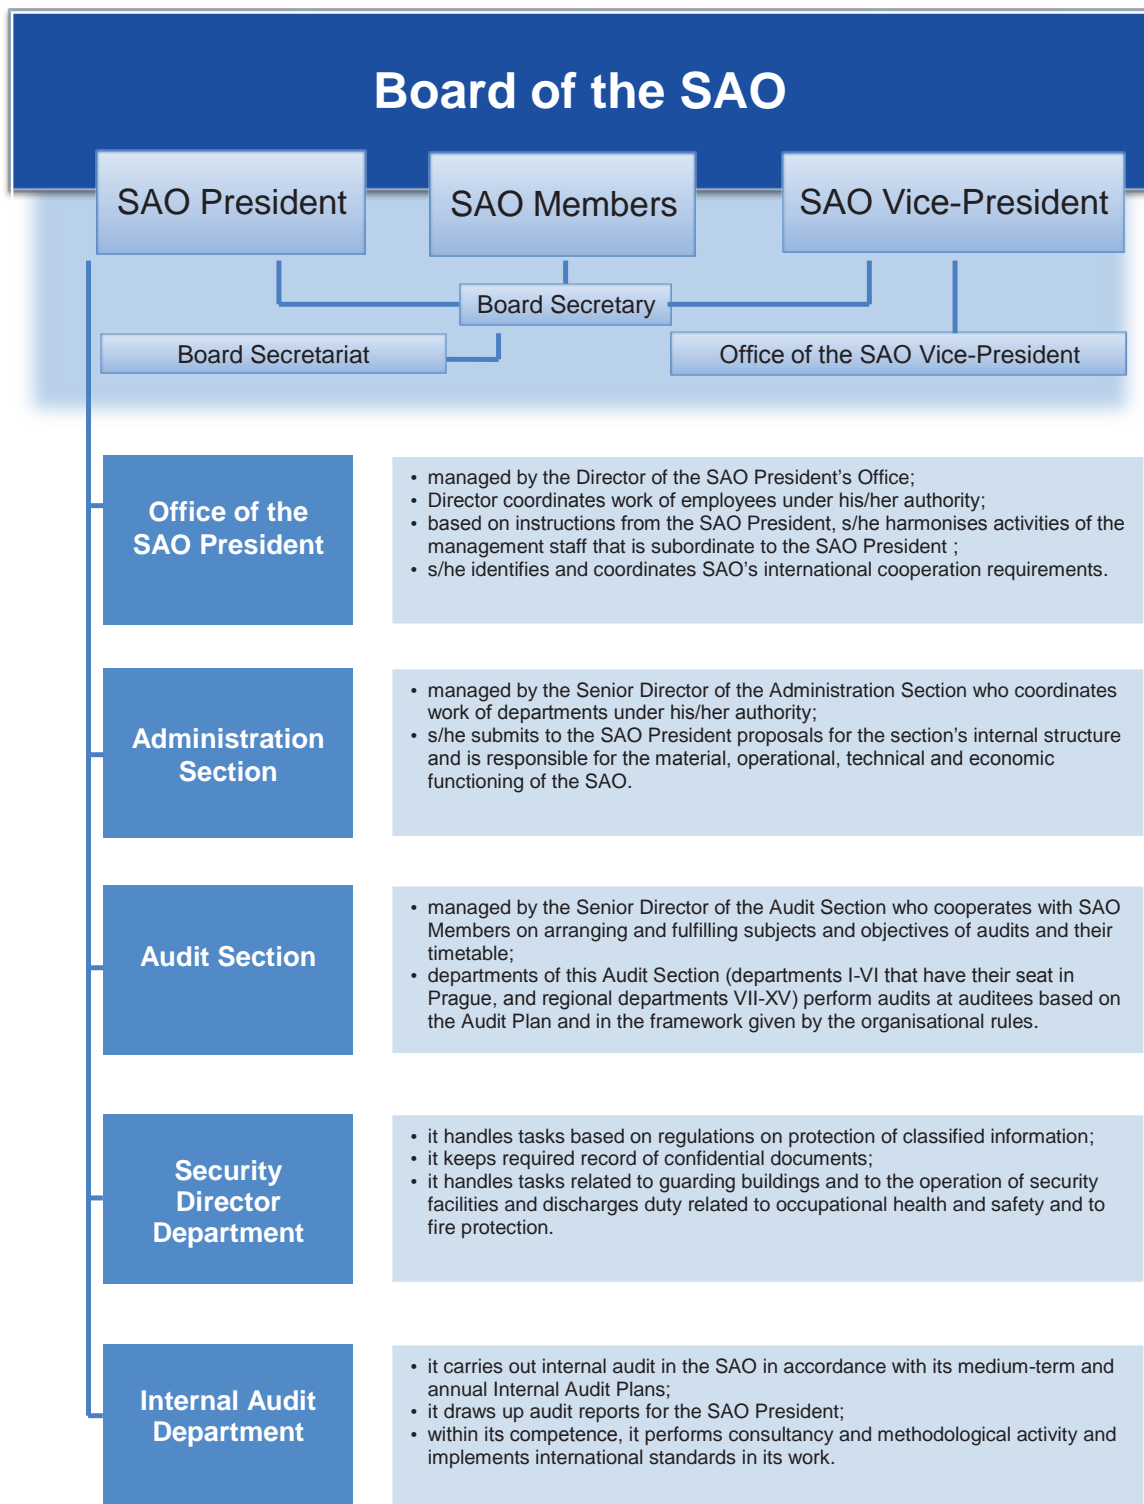 Board of the SAO
SAO President
SAO Members
SAO Vice-President
Board Secretary
Board Secretariat
Office of the SAO Vice-President
Office of the
SAO President
• managed by the Director of the SAO President’s Office;
• Director coordinates work of employees under his/her authority;
• based on instructions from the SAO President, s/he harmonises activities of the
management staff that is subordinate to the SAO President ;
• s/he identifies and coordinates SAO’s international cooperation requirements.
Administration
Section
• managed by the Senior Director of the Administration Section who coordinates
work of departments under his/her authority;
• s/he submits to the SAO President proposals for the section’s internal structure
and is responsible for the material, operational, technical and economic
functioning of the SAO.
Audit Section
• managed by the Senior Director of the Audit Section who cooperates with SAO
Members on arranging and fulfilling subjects and objectives of audits and their
timetable;
• departments of this Audit Section (departments I-VI that have their seat in
Prague, and regional departments VII-XV) perform audits at auditees based on
the Audit Plan and in the framework given by the organisational rules.
Security
Director
Department
• it handles tasks based on regulations on protection of classified information;
• it keeps required record of confidential documents;
• it handles tasks related to guarding buildings and to the operation of security
facilities and discharges duty related to occupational health and safety and to
fire protection.
Internal Audit
Department
• it carries out internal audit in the SAO in accordance with its medium-term and
annual Internal Audit Plans;
• it draws up audit reports for the SAO President;
• within its competence, it performs consultancy and methodological activity and
implements international standards in its work.